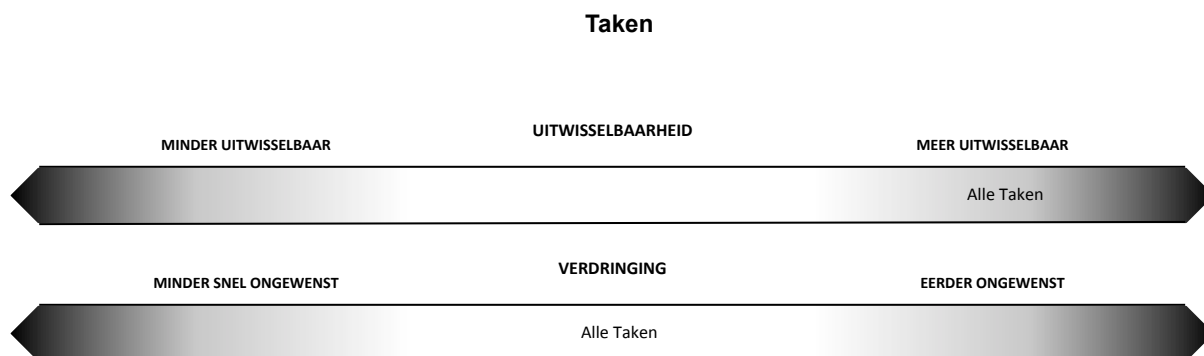 Taken
UITWISSELBAARHEID
MINDER UITWISSELBAAR
MEER UITWISSELBAAR
Alle Taken
VERDRINGING
MINDER SNEL ONGEWENST
EERDER ONGEWENST
Alle Taken